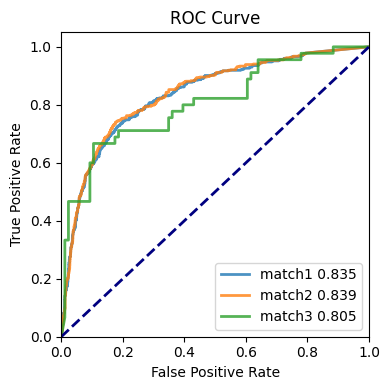 ROC Curve
True Positive Rate
1.0
0.8
0.6
0.4
0.2
0.0
match1 0.835
match2 0.839
match3 0.805
0.0 0.2 0.4 0.6 0.8 1.0
False Positive Rate